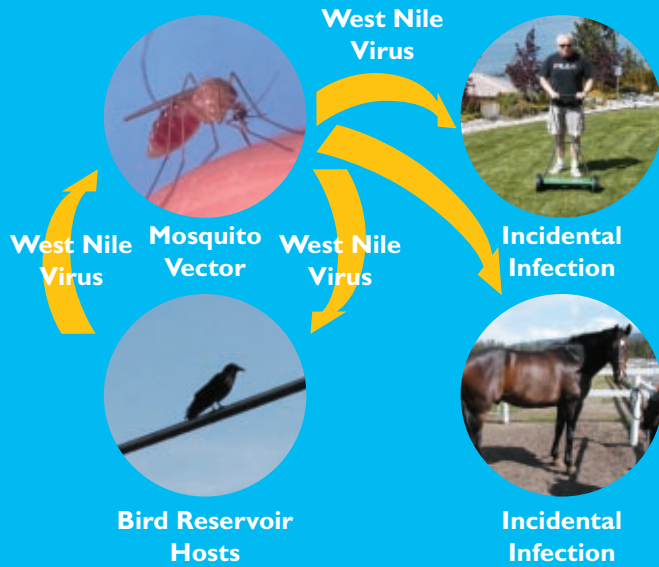 West Nile
Virus
West Nile
Virus
Mosquito
Vector
West Nile
Virus
Incidental
Infection
Bird Reservoir
Hosts
Incidental
Infection